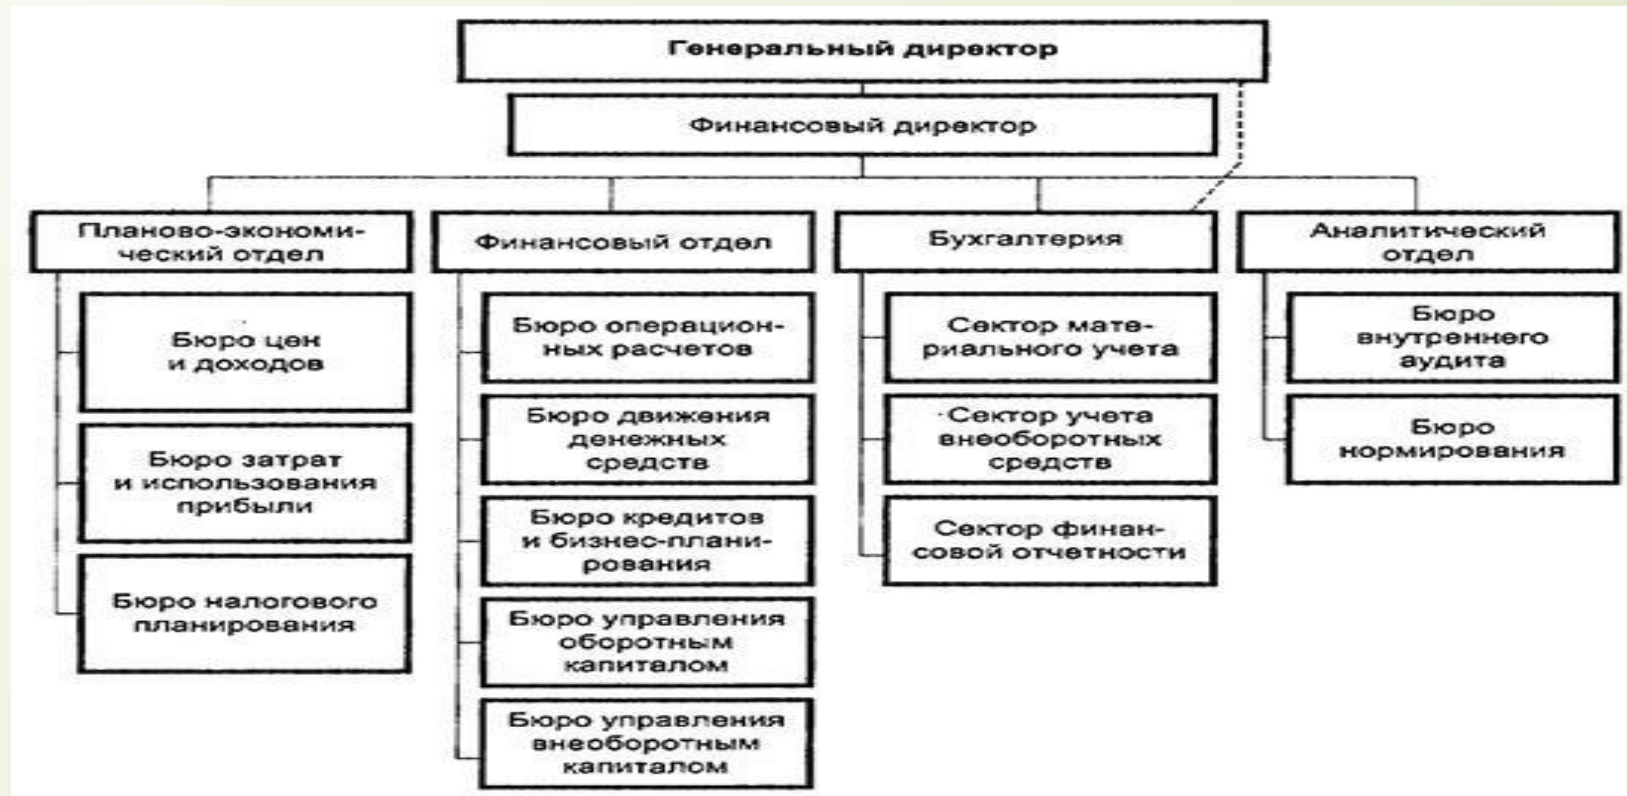 Генеральный директор
Финансовый директор
Планово-экономи-
ческий отдел
Бюро цен
и доходов
Бюро затрат
и использования
прибыли
Бюро налогового
планирования
Финансовый отдел
Бюро операцион-
ных расчетов
Бюро движения
денежных
средств
Бюро кредитов
и бизнес-плани-
рования
Бюро управления
оборотным
капиталом
Бюро управления
внеоборотным
капиталом
Бухгалтерия
Сектор мате-
риального учета
Сектор учета
внеоборотных
средств
Сектор финан-
совой отчетности
Аналитический
отдел
Бюро
внутреннего
аудита
Бюро
нормирования